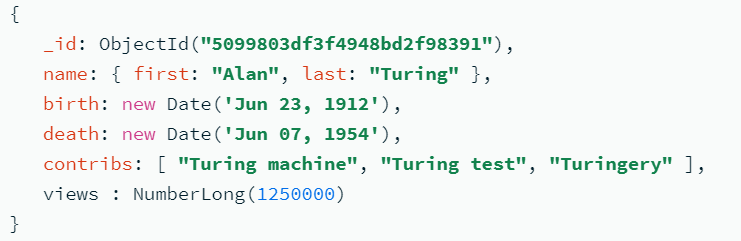 {
_id: ObjectId("5099803df3f4948bd2f98391"),
name: { first: "Alan", last: "Turing" },
birth: new Date('Jun 23, 1912'),
death: new Date('Jun 07, 1954'),
contribs: [ "Turing machine", "Turing test", "Turingery" ],
views : NumberLong(1250000)
}